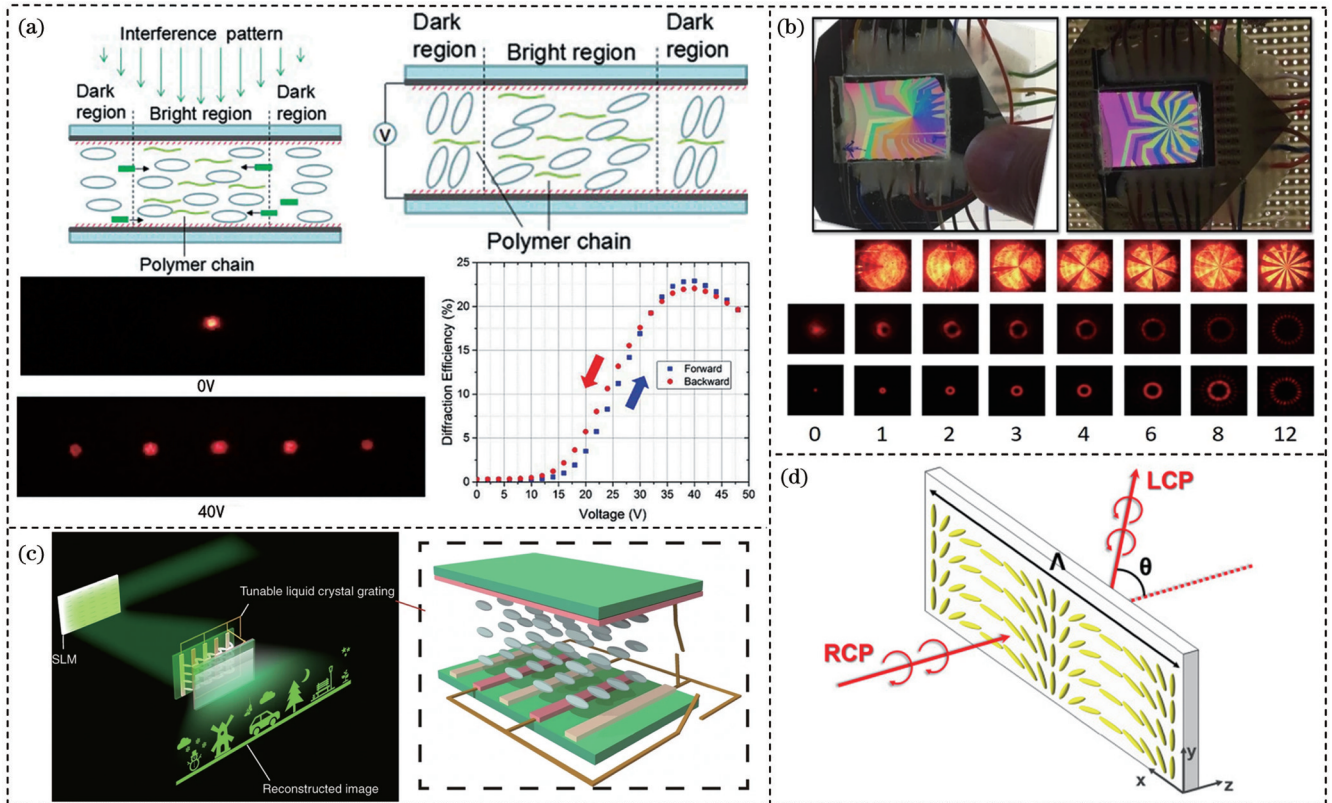 (a)
Interference pattern
Dark
region
Bright region
Dark
region
Polymer chain
Dark
region
Bright region
Dark
region
V
Polymer chain
0V
40V
25
20
15
10
5
0
Diffraction Efficiency (%)
Forward
Backward
0 5 10 15 20 25 30 35 40 45 50
Voltage (V)
(b)
0 1 2 3 4 6 8 12
(c)
Tunable liquid crystal grating
SLM
Reconstructed image
(d)
LCP
θ
Λ
RCP
y
x
z